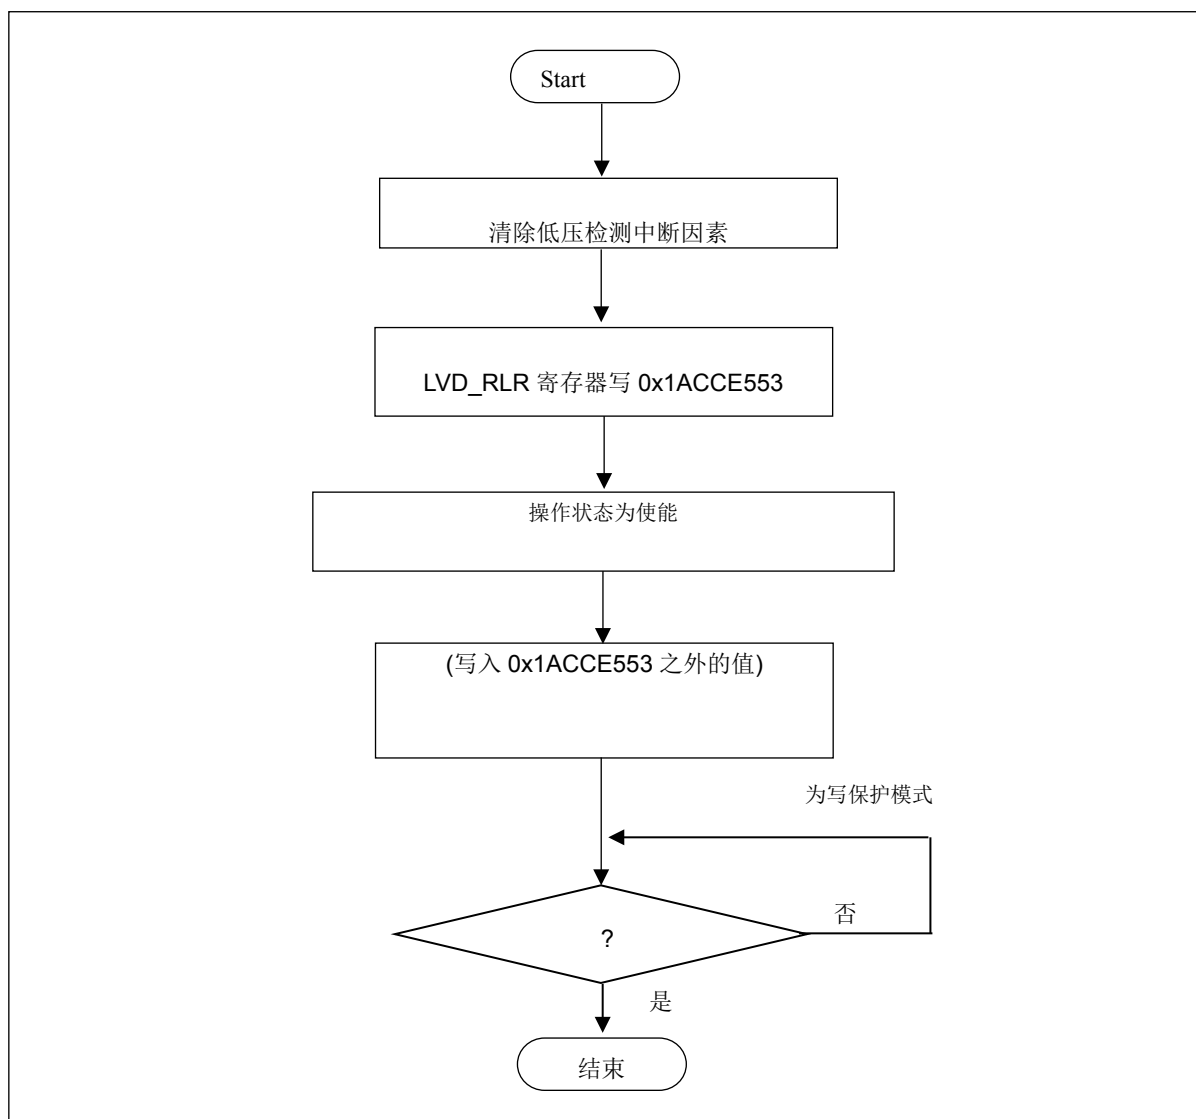 Start
清除低压检测中断因素
LVD_RLR 寄存器写 0x1ACCE553
操作状态为使能
(写入 0x1ACCE553 之外的值)
为写保护模式
否
?
是
结束